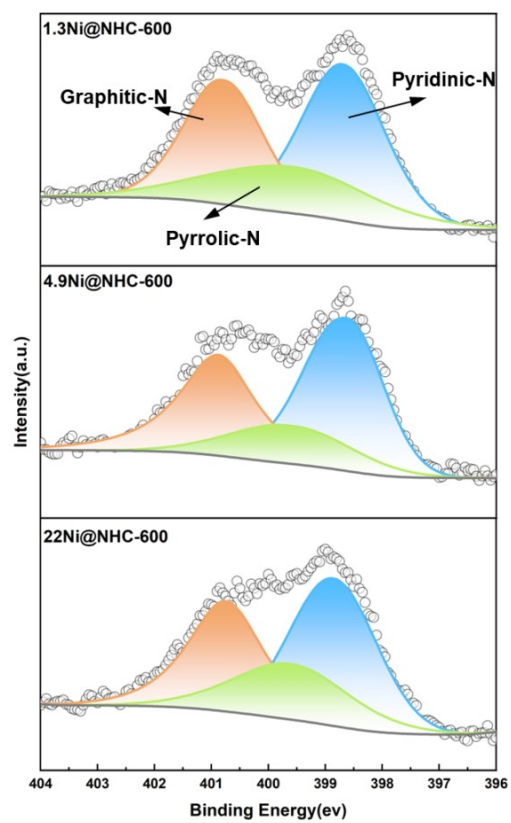 1.3Ni@NHC-600
Graphitic-N
Pyridinic-N
Pyrrolic-N
4.9Ni@NHC-600
22Ni@NHC-600
Intensity(a.u.)
404 403 402 401 400 399 398 397 396
Binding Energy(ev)